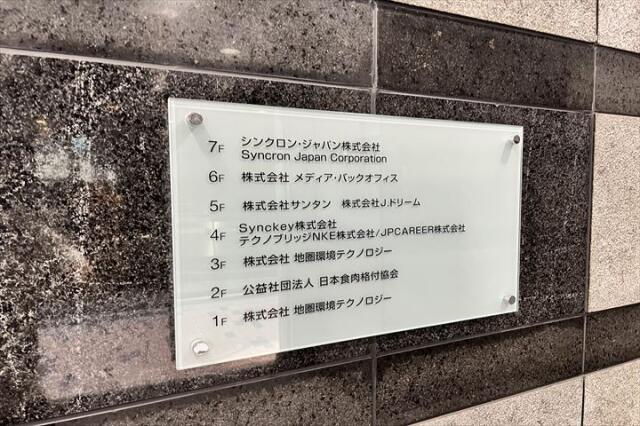 7F シンクロン・ジャパン株式会社
Syncron Japan Corporation
6F 株式会社 メディア・バックオフィス
5F 株式会社サンタン 株式会社J.ドリーム
4F Synckey株式会社
テクノブリッジNKE株式会社/JPCAREER株式会社
3F 株式会社 地圏環境テクノロジー
2F 公益社団法人 日本食肉格付協会
1F 株式会社 地圏環境テクノロジー